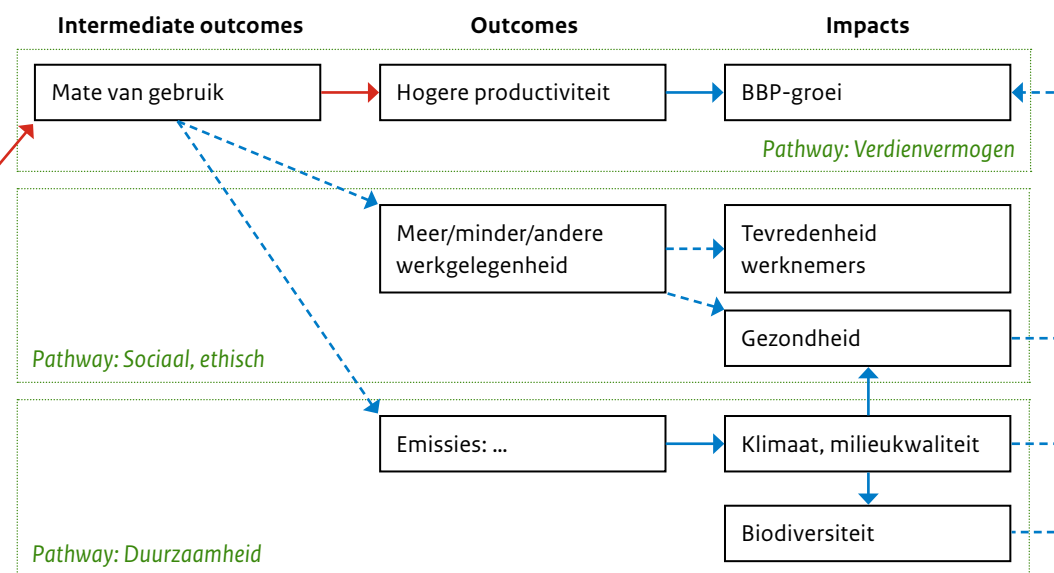 Intermediate outcomes
Outcomes
Impacts
Mate van gebruik
Hogere productiviteit
BBP-groei
Pathway: Verdienvermogen
Meer/minder/andere
werkgelegenheid
Tevredenheid
werknemers
Gezondheid
Pathway: Sociaal, ethisch
Emissies: ...
Klimaat, milieukwaliteit
Biodiversiteit
Pathway: Duurzaamheid